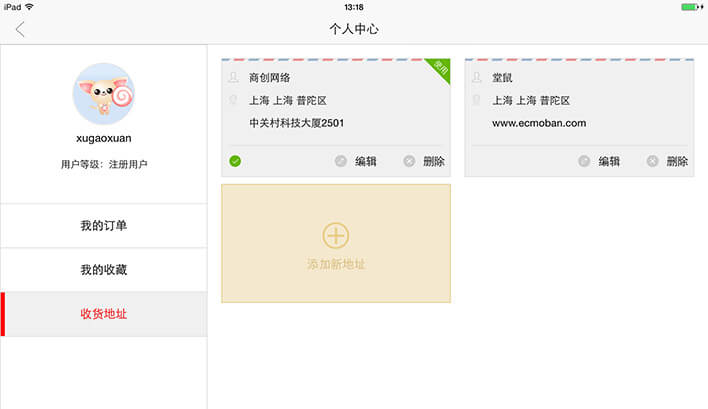 iPad
13:18
个人中心
xugaoxuan
用户等级：注册用户
我的订单
我的收藏
收货地址
使用
商创网络
上海 上海 普陀区
中关村科技大厦2501
编辑
删除
堂鼠
上海 上海 普陀区
www.ecmoban.com
编辑
删除
添加新地址